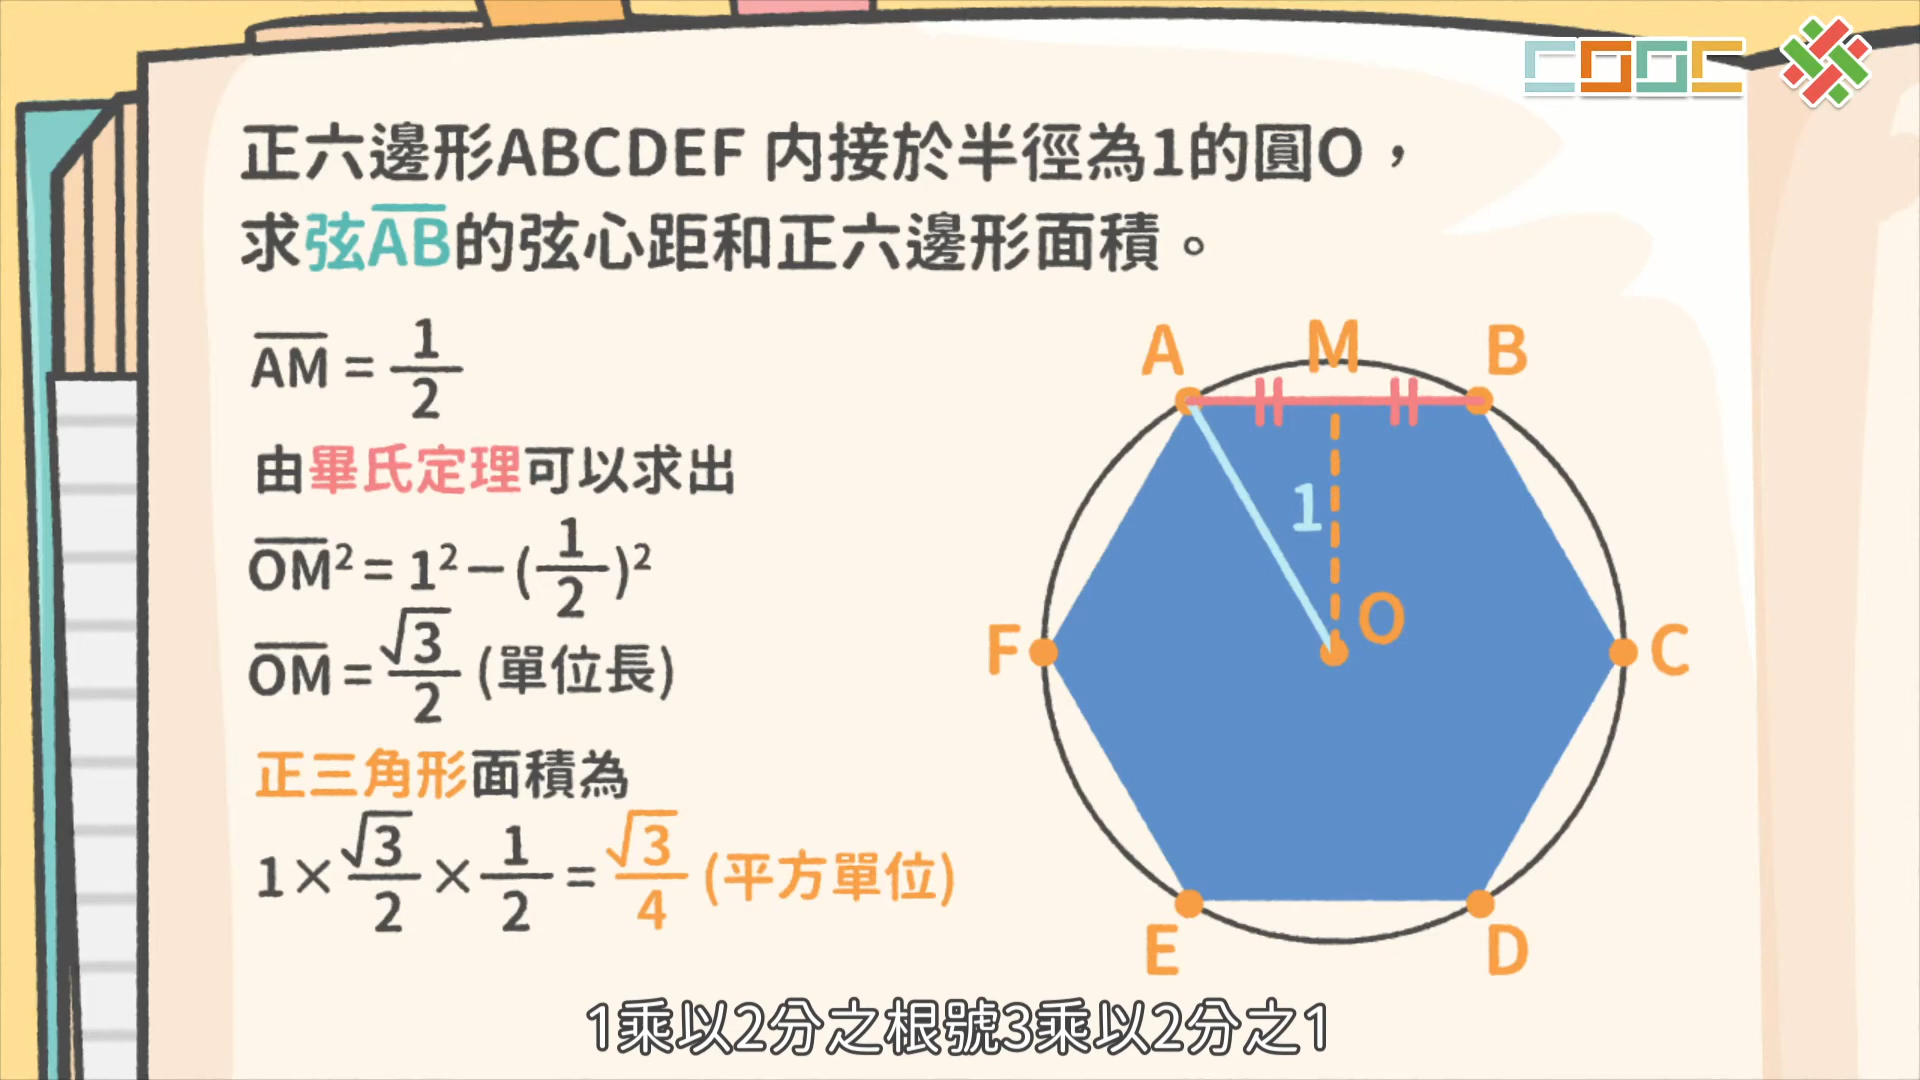 COOC
正六邊形ABCDEF 內接於半徑為1的圓O，
求弦AB的弦心距和正六邊形面積。
AM = 1/2
由畢氏定理可以求出
OM² = 1² − (1/2)²
OM = √3/2 (單位長)
正三角形面積為
1 × √3/2 × 1/2 = √3/4 (平方單位)
A M B
1
O
F C
E D
1乘以2分之根號3乘以2分之1